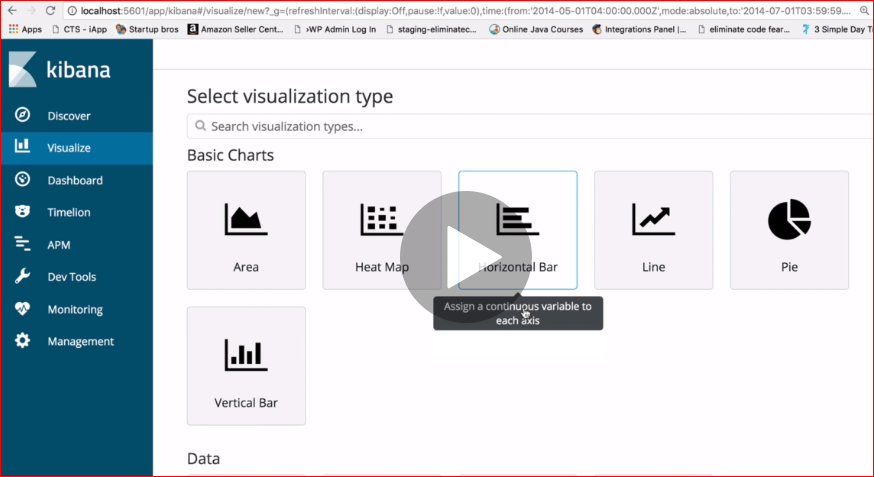 localhost:5601/app/kibana#/visualize/new?_g=(refreshInterval:(display:Off,pause:!f,value:0),time:(from:'2014-05-01T04:00:00.000Z',mode:absolute,to:'2014-07-01T03:59:59....
Apps CTS - iApp Startup bros Amazon Seller Cent... ›WP Admin Log In staging-eliminatec... Online Java Courses Integrations Panel |... eliminate code fear... 3 Simple Day T
kibana
Discover
Visualize
Dashboard
Timelion
APM
Dev Tools
Monitoring
Management
Select visualization type
Search visualization types...
Basic Charts
Area
Heat Map
Horizontal Bar
Line
Pie
Assign a continuous variable to
each axis
Vertical Bar
Data